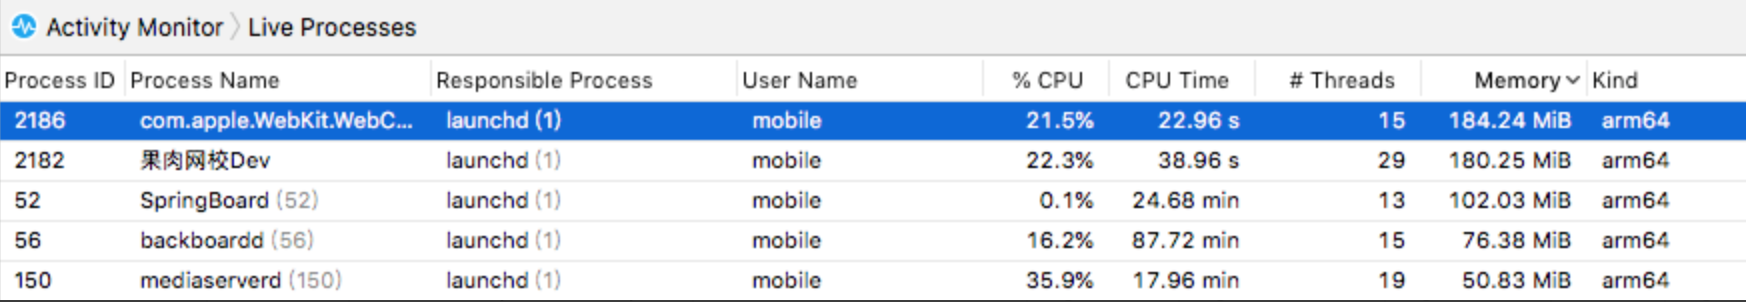 Activity Monitor 〉Live Processes
Process ID Process Name Responsible Process User Name % CPU CPU Time # Threads Memory Kind
2186 com.apple.WebKit.WebC... launchd (1) mobile 21.5% 22.96 s 15 184.24 MiB arm64
2182 果肉网校Dev launchd (1) mobile 22.3% 38.96 s 29 180.25 MiB arm64
52 SpringBoard (52) launchd (1) mobile 0.1% 24.68 min 13 102.03 MiB arm64
56 backboardd (56) launchd (1) mobile 16.2% 87.72 min 15 76.38 MiB arm64
150 mediaserverd (150) launchd (1) mobile 35.9% 17.96 min 19 50.83 MiB arm64